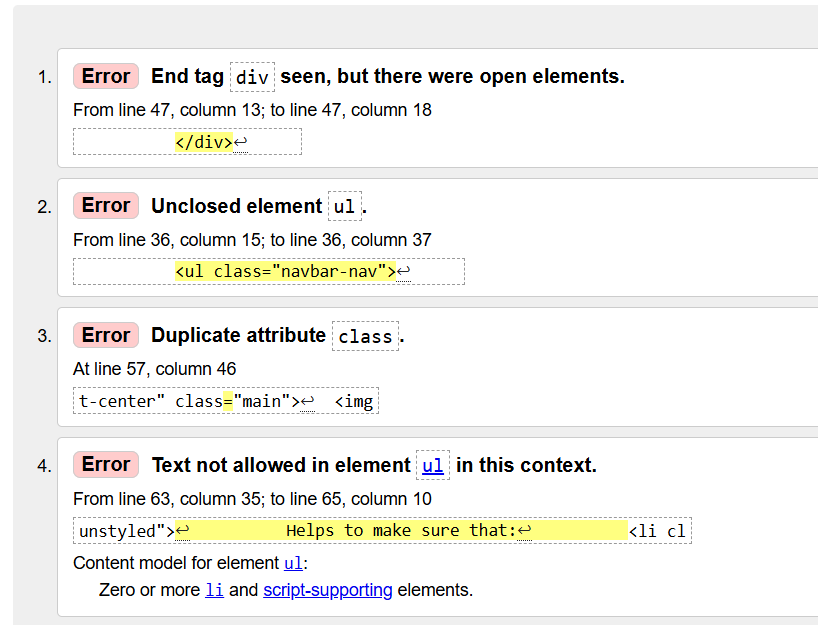 1. Error End tag div seen, but there were open elements.
From line 47, column 13; to line 47, column 18
</div>↩
2. Error Unclosed element ul.
From line 36, column 15; to line 36, column 37
<ul class="navbar-nav">↩
3. Error Duplicate attribute class.
At line 57, column 46
t-center" class="main">↩ <img
4. Error Text not allowed in element ul in this context.
From line 63, column 35; to line 65, column 10
unstyled">↩ Helps to make sure that:↩ <li cl
Content model for element ul:
Zero or more li and script-supporting elements.